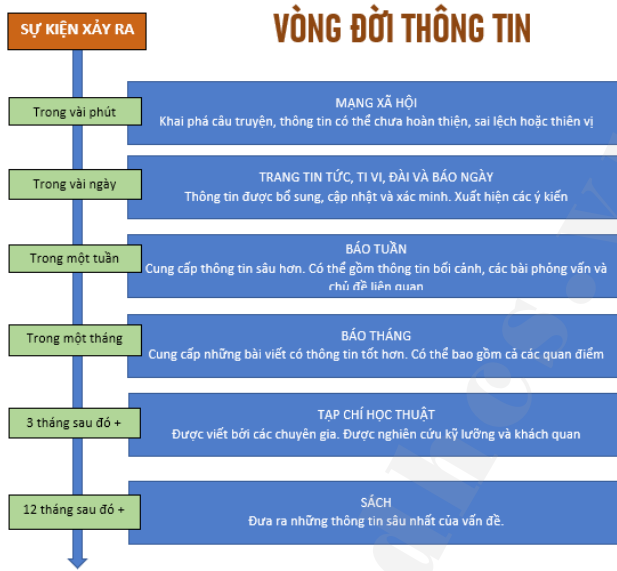 SỰ KIỆN XẢY RA
VÒNG ĐỜI THÔNG TIN
Trong vài phút
MẠNG XÃ HỘI
Khai phá câu truyện, thông tin có thể chưa hoàn thiện, sai lệch hoặc thiên vị
Trong vài ngày
TRANG TIN TỨC, TI VI, ĐÀI VÀ BÁO NGÀY
Thông tin được bổ sung, cập nhật và xác minh. Xuất hiện các ý kiến
Trong một tuần
BÁO TUẦN
Cung cấp thông tin sâu hơn. Có thể gồm thông tin bối cảnh, các bài phỏng vấn và
chủ đề liên quan
Trong một tháng
BÁO THÁNG
Cung cấp những bài viết có thông tin tốt hơn. Có thể bao gồm cả các quan điểm
3 tháng sau đó +
TẠP CHÍ HỌC THUẬT
Được viết bởi các chuyên gia. Được nghiên cứu kỹ lưỡng và khách quan
12 tháng sau đó +
SÁCH
Đưa ra những thông tin sâu nhất của vấn đề.